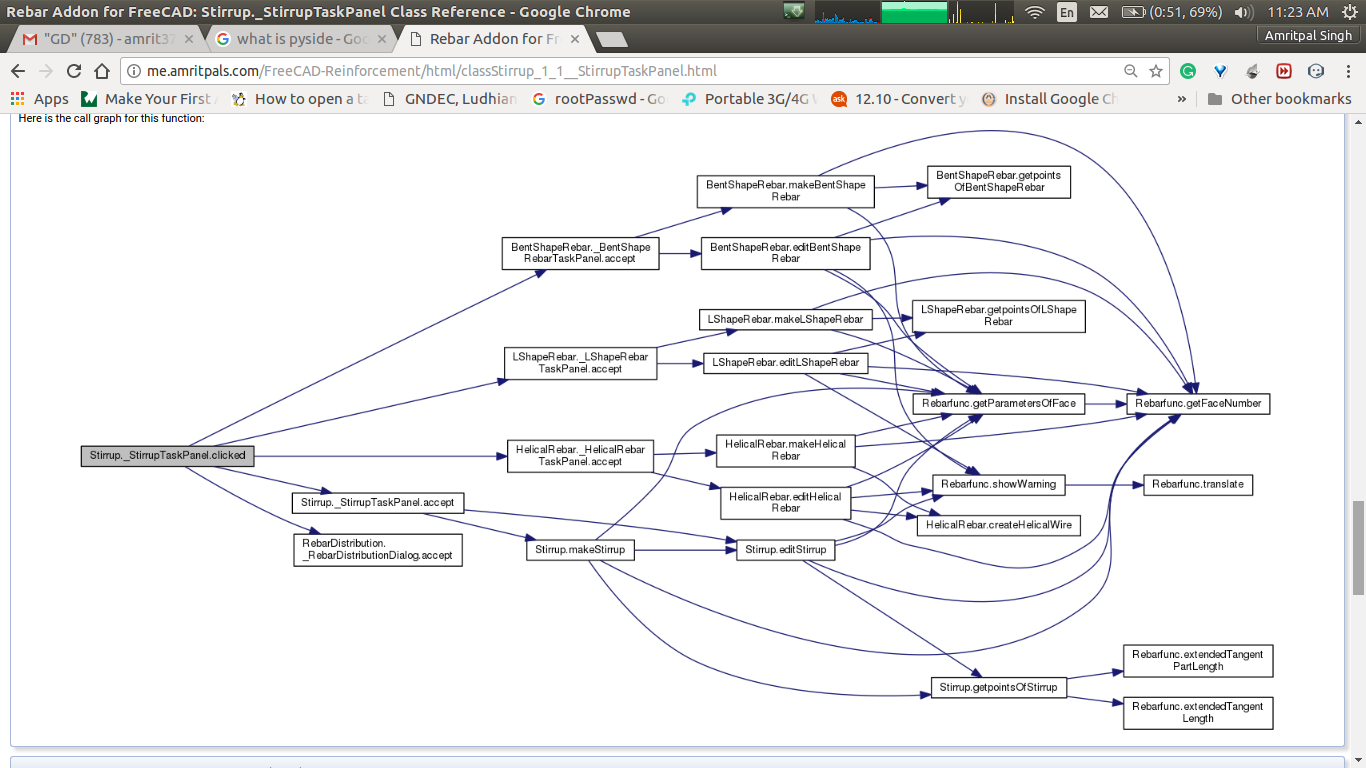 Rebar Addon for FreeCAD: Stirrup._StirrupTaskPanel Class Reference - Google Chrome
En
(0:51, 69%)
11:23 AM
"GD" (783) - amrit37
what is pyside - Goo
Rebar Addon for Fr
Amritpal Singh
me.amritpals.com/FreeCAD-Reinforcement/html/classStirrup_1_1__StirrupTaskPanel.html
Apps
Make Your First
How to open a ta
GNDEC, Ludhian
rootPasswd - Go
Portable 3G/4G
12.10 - Convert y
Install Google Ch
»
Other bookmarks
Here is the call graph for this function:
BentShapeRebar.makeBentShape
Rebar
BentShapeRebar.getpoints
OfBentShapeRebar
BentShapeRebar._BentShape
RebarTaskPanel.accept
BentShapeRebar.editBentShape
Rebar
LShapeRebar.makeLShapeRebar
LShapeRebar.getpointsOfLShape
Rebar
LShapeRebar._LShapeRebar
TaskPanel.accept
LShapeRebar.editLShapeRebar
Rebarfunc.getParametersOfFace
Rebarfunc.getFaceNumber
Stirrup._StirrupTaskPanel.clicked
HelicalRebar._HelicalRebar
TaskPanel.accept
HelicalRebar.makeHelical
Rebar
Rebarfunc.showWarning
Rebarfunc.translate
Stirrup._StirrupTaskPanel.accept
HelicalRebar.editHelical
Rebar
HelicalRebar.createHelicalWire
RebarDistribution.
_RebarDistributionDialog.accept
Stirrup.makeStirrup
Stirrup.editStirrup
Rebarfunc.extendedTangent
PartLength
Stirrup.getpointsOfStirrup
Rebarfunc.extendedTangent
Length